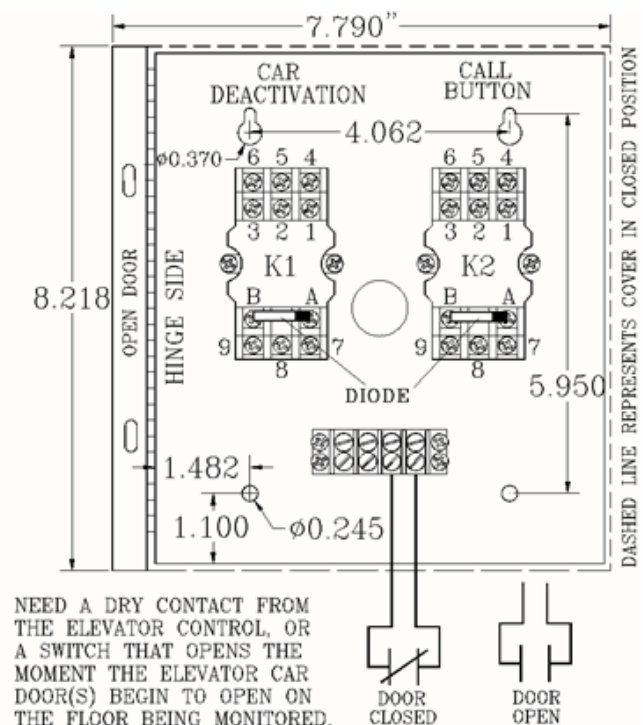 7.790"
CAR
DEACTIVATION
CALL
BUTTON
4.062
ø0.370
6 5 4
6 5 4
3 2 1
3 2 1
K1
K2
B A
B A
9 7
8
9 7
8
DIODE
8.218
OPEN DOOR
HINGE SIDE
5.950
1.482
1.100
ø0.245
DASHED LINE REPRESENTS COVER IN CLOSED POSITION
NEED A DRY CONTACT FROM
THE ELEVATOR CONTROL, OR
A SWITCH THAT OPENS THE
MOMENT THE ELEVATOR CAR
DOOR(S) BEGIN TO OPEN ON
THE FLOOR BEING MONITORED.
DOOR
CLOSED
DOOR
OPEN